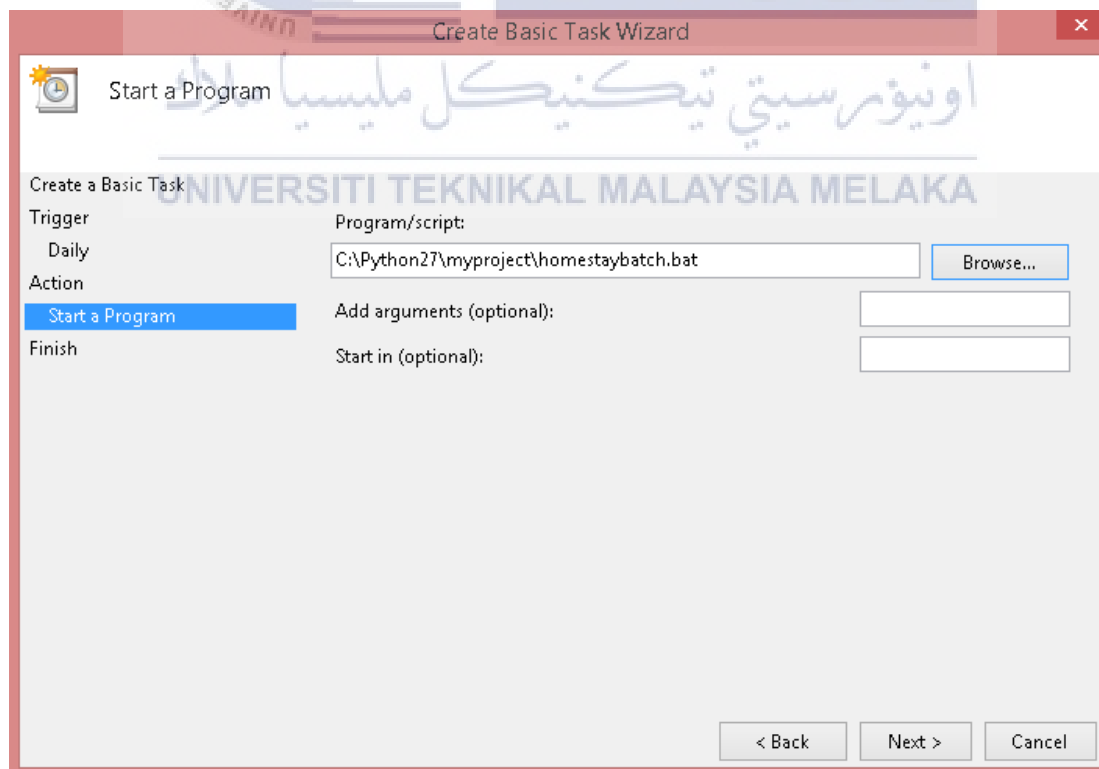 Create Basic Task Wizard
Start a Program
اونيۏرسيتي تيكنيكل مليسيا ملاك
UNIVERSITI TEKNIKAL MALAYSIA MELAKA
Create a Basic Task
Trigger
Program/script:
Daily
C:\Python27\myproject\homestaybatch.bat
Browse...
Action
Start a Program
Add arguments (optional):
Finish
Start in (optional):
< Back
Next >
Cancel